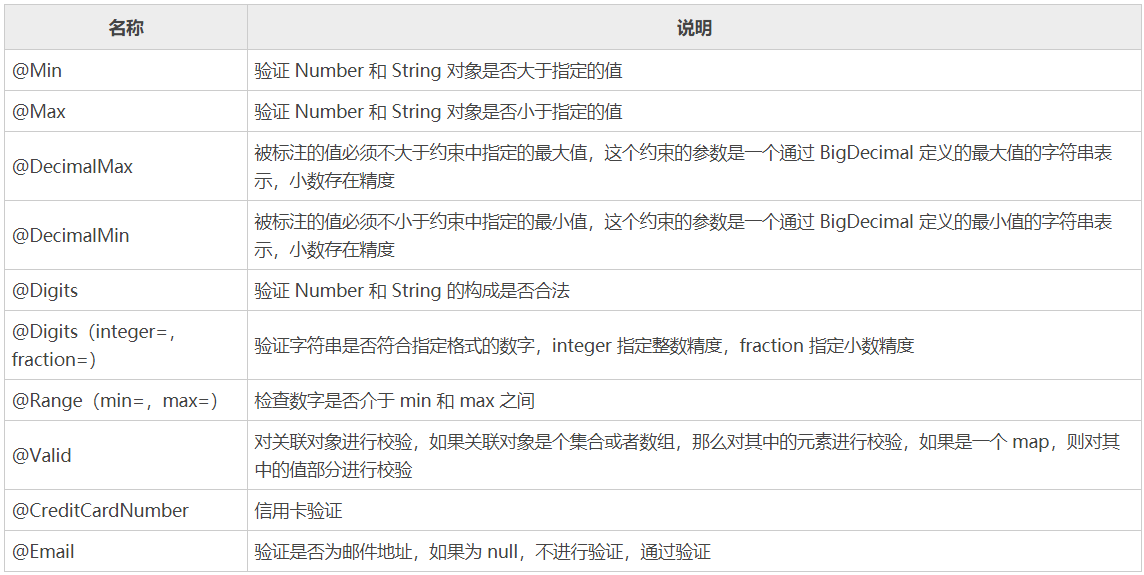 名称
说明
@Min
验证 Number 和 String 对象是否大于指定的值
@Max
验证 Number 和 String 对象是否小于指定的值
@DecimalMax
被标注的值必须不大于约束中指定的最大值，这个约束的参数是一个通过 BigDecimal 定义的最大值的字符串表
示，小数存在精度
@DecimalMin
被标注的值必须不小于约束中指定的最小值，这个约束的参数是一个通过 BigDecimal 定义的最小值的字符串表
示，小数存在精度
@Digits
验证 Number 和 String 的构成是否合法
@Digits（integer=，
fraction=）
验证字符串是否符合指定格式的数字，integer 指定整数精度，fraction 指定小数精度
@Range（min=，max=）
检查数字是否介于 min 和 max 之间
@Valid
对关联对象进行校验，如果关联对象是个集合或者数组，那么对其中的元素进行校验，如果是一个 map，则对其
中的值部分进行校验
@CreditCardNumber
信用卡验证
@Email
验证是否为邮件地址，如果为 null，不进行验证，通过验证